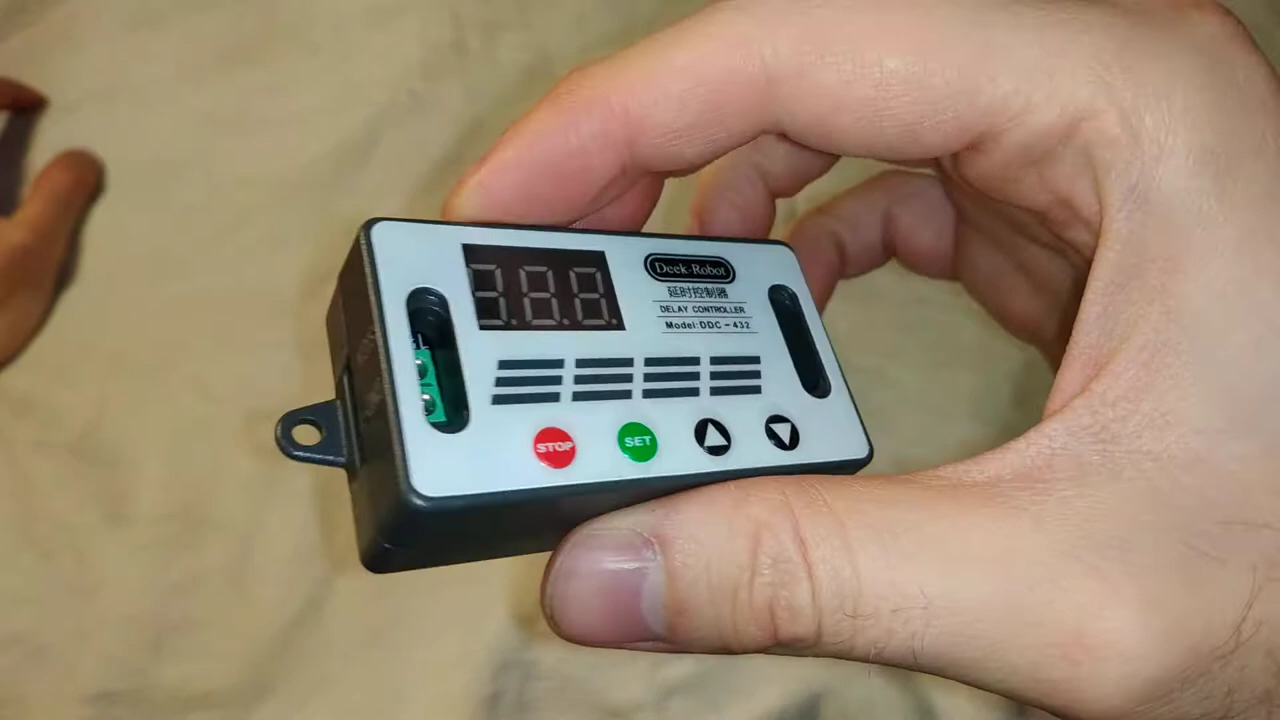 Deek-Robot
延时控制器
DELAY CONTROLLER
Model:DDC-432
STOP
SET